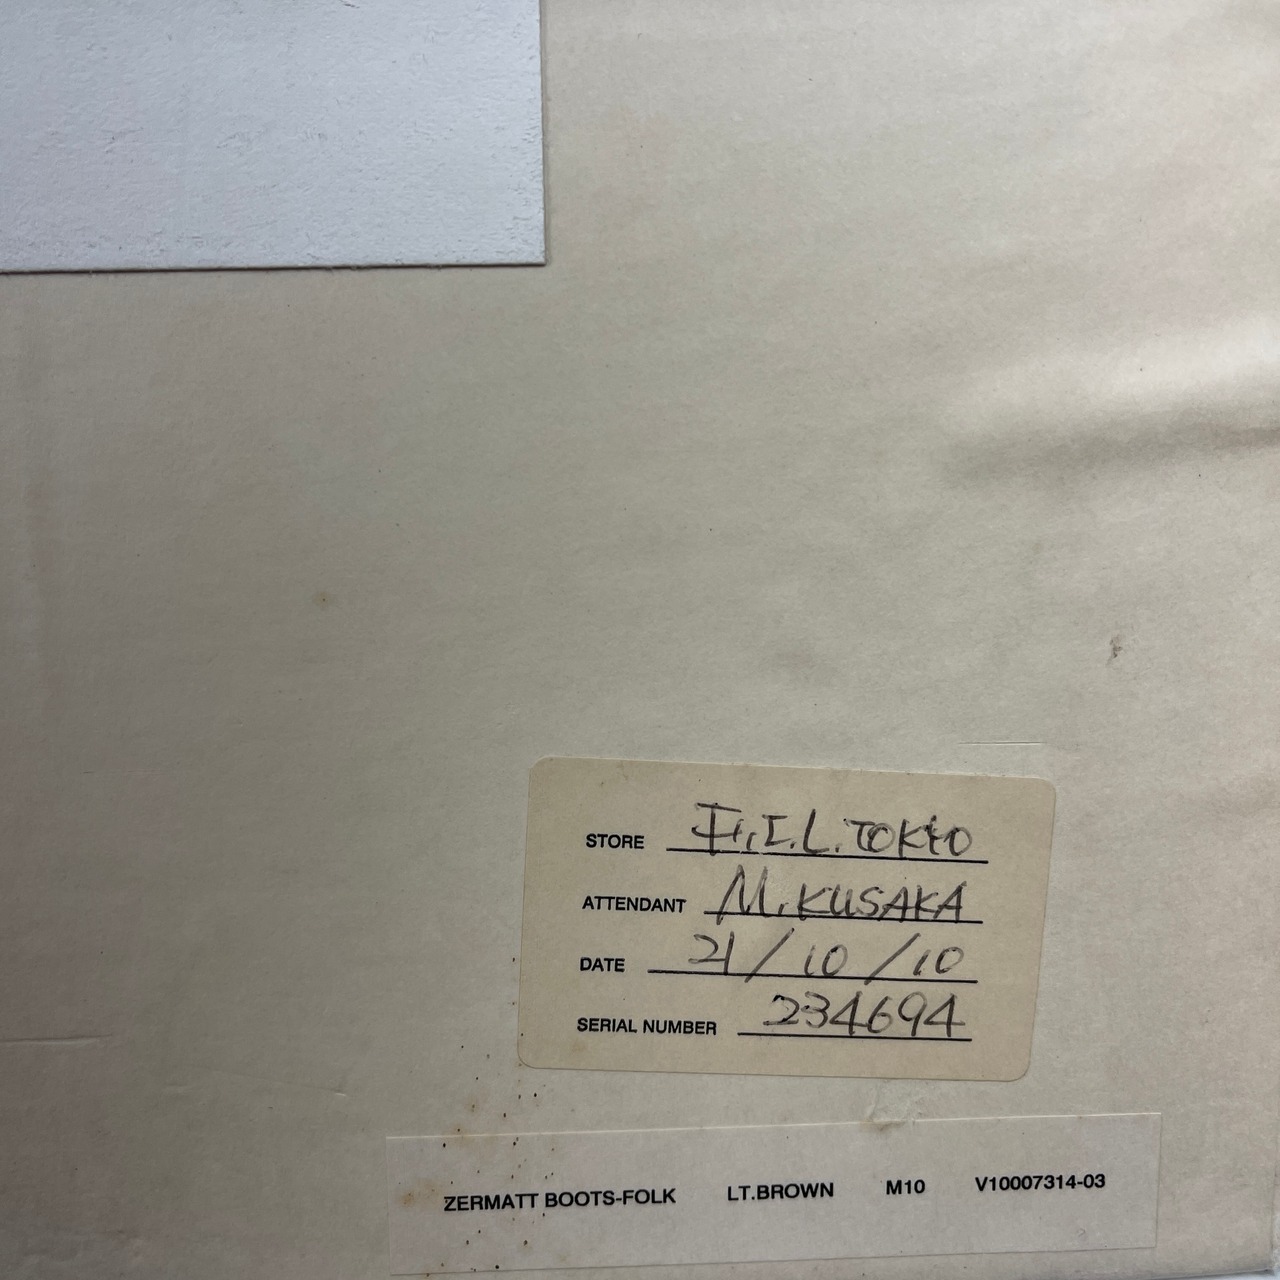 STORE F.I.L. TOKYO
ATTENDANT M. KUSAKA
DATE 21/10/10
SERIAL NUMBER 234694
ZERMATT BOOTS-FOLK LT.BROWN M10 V10007314-03